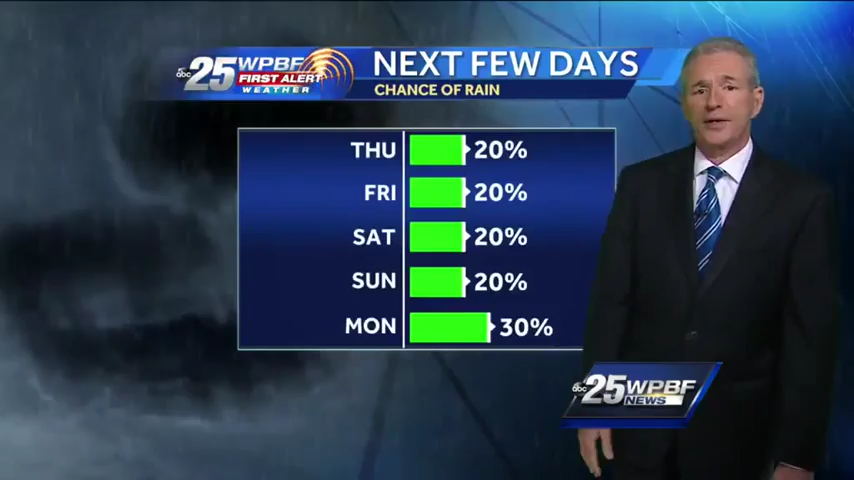 abc 25 WPBF
FIRST ALERT
WEATHER
NEXT FEW DAYS
CHANCE OF RAIN
THU 20%
FRI 20%
SAT 20%
SUN 20%
MON 30%
abc 25 WPBF
NEWS